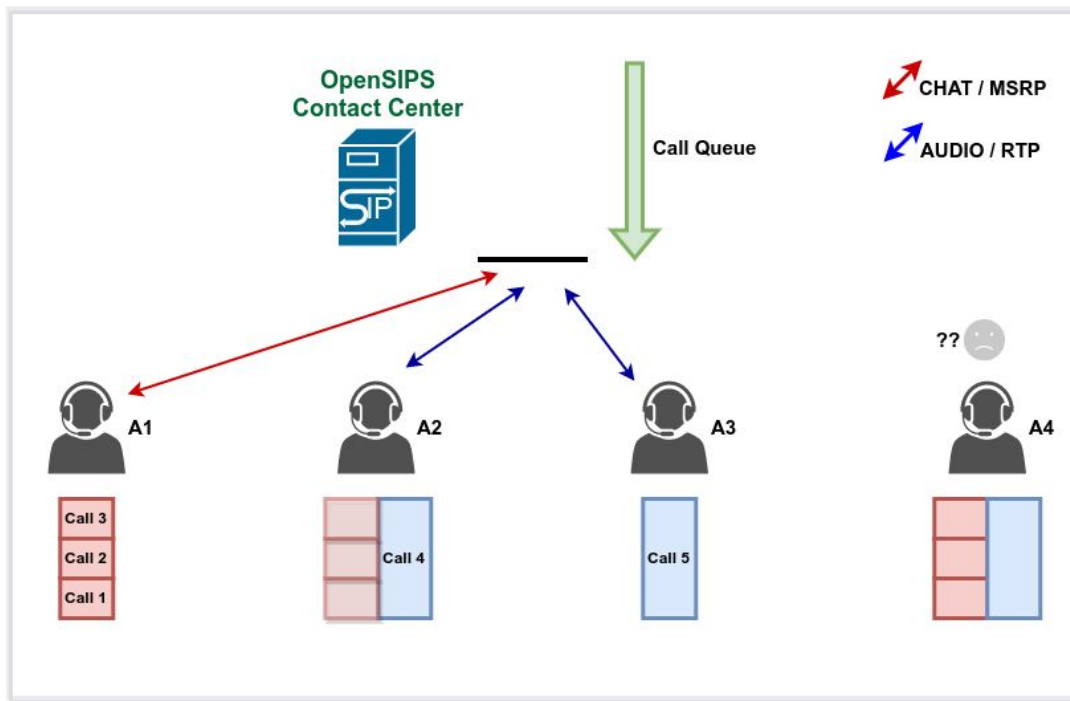 OpenSIPS
Contact Center
SIP
Call Queue
CHAT / MSRP
AUDIO / RTP
??
A1
A2
A3
A4
Call 3
Call 2
Call 1
Call 4
Call 5